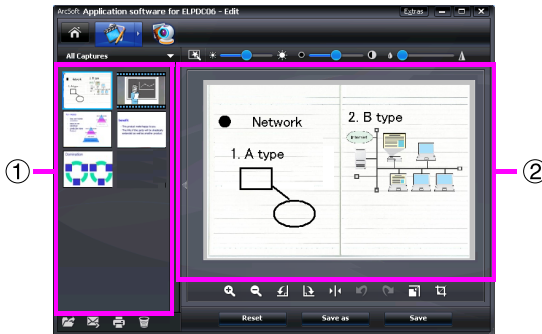 ArcSoft Application software for ELPDC06 - Edit
Extras
All Captures
1
2
Network
1. A type
2. B type
Internet
Reset
Save as
Save